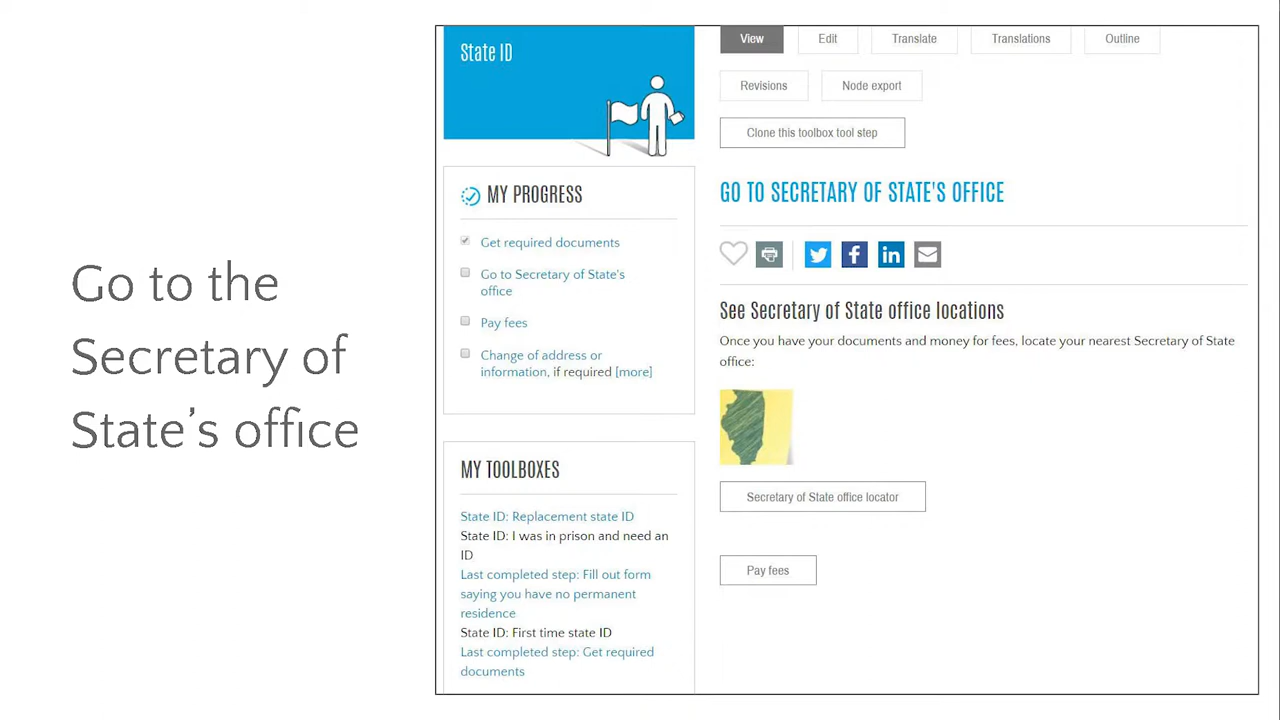 Go to the
Secretary of
State’s office
State ID
MY PROGRESS
Get required documents
Go to Secretary of State's
office
Pay fees
Change of address or
information, if required [more]
MY TOOLBOXES
State ID: Replacement state ID
State ID: I was in prison and need an
ID
Last completed step: Fill out form
saying you have no permanent
residence
State ID: First time state ID
Last completed step: Get required
documents
View Edit Translate Translations Outline
Revisions Node export
Clone this toolbox tool step
GO TO SECRETARY OF STATE'S OFFICE
See Secretary of State office locations
Once you have your documents and money for fees, locate your nearest Secretary of State
office:
Secretary of State office locator
Pay fees